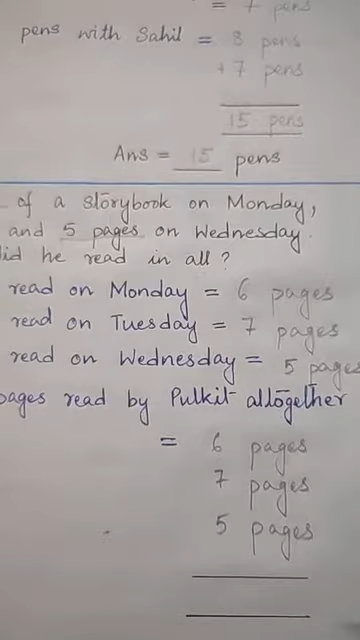 = 7 pens
pens with Sahil = 8 pens
+ 7 pens
15 pens
Ans = 15 pens
of a storybook on Monday,
and 5 pages on Wednesday.
did he read in all?
read on Monday = 6 pages
read on Tuesday = 7 pages
read on Wednesday = 5 pages
pages read by Pulkit altogether
= 6 pages
7 pages
5 pages